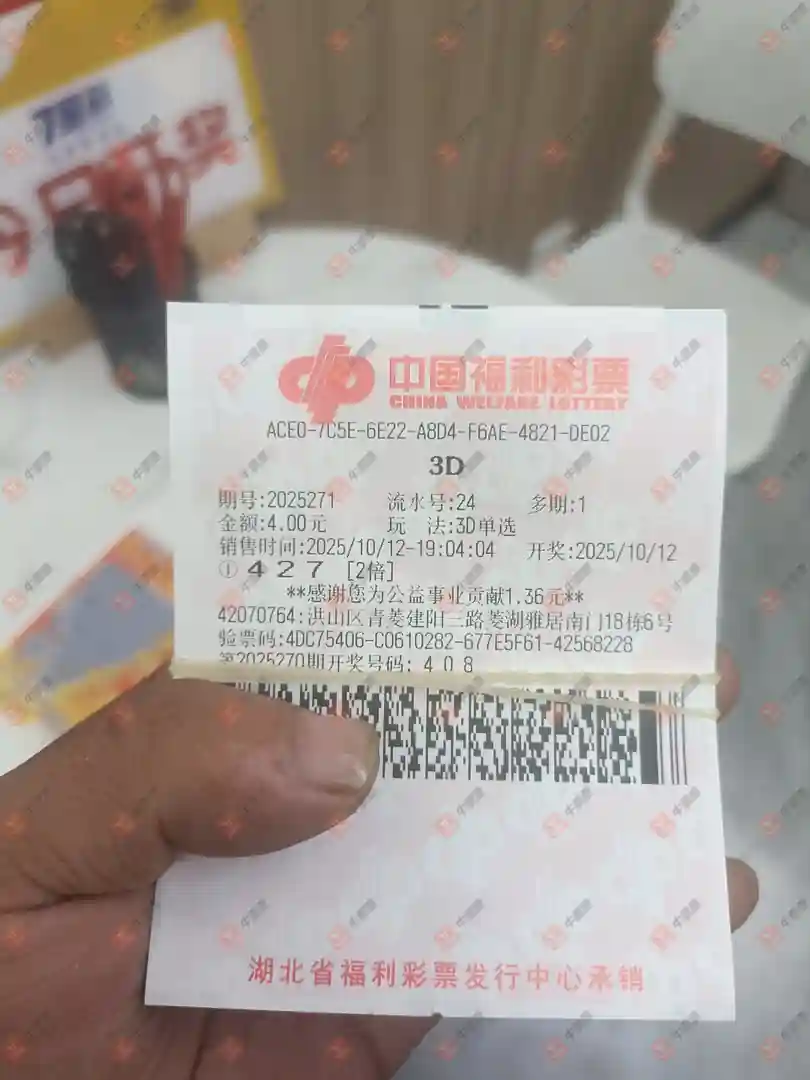 今日开奖
中国福利彩票
CHINA WELFARE LOTTERY
ACE0-7C5E-6E22-A8D4-F6AE-4821-DE02
3D
期号:2025271 流水号:24 多期:1
金额:4.00元 玩 法:3D单选
销售时间:2025/10/12-19:04:04 开奖:2025/10/12
① 4 2 7 [2倍]
**感谢您为公益事业贡献1.36元**
42070764:洪山区青菱建阳三路菱湖雅居南门18栋6号
验票码:4DC75406-C0610282-677E5F61-42568228
第2025270期开奖号码: 4 0 8
湖北省福利彩票发行中心承销